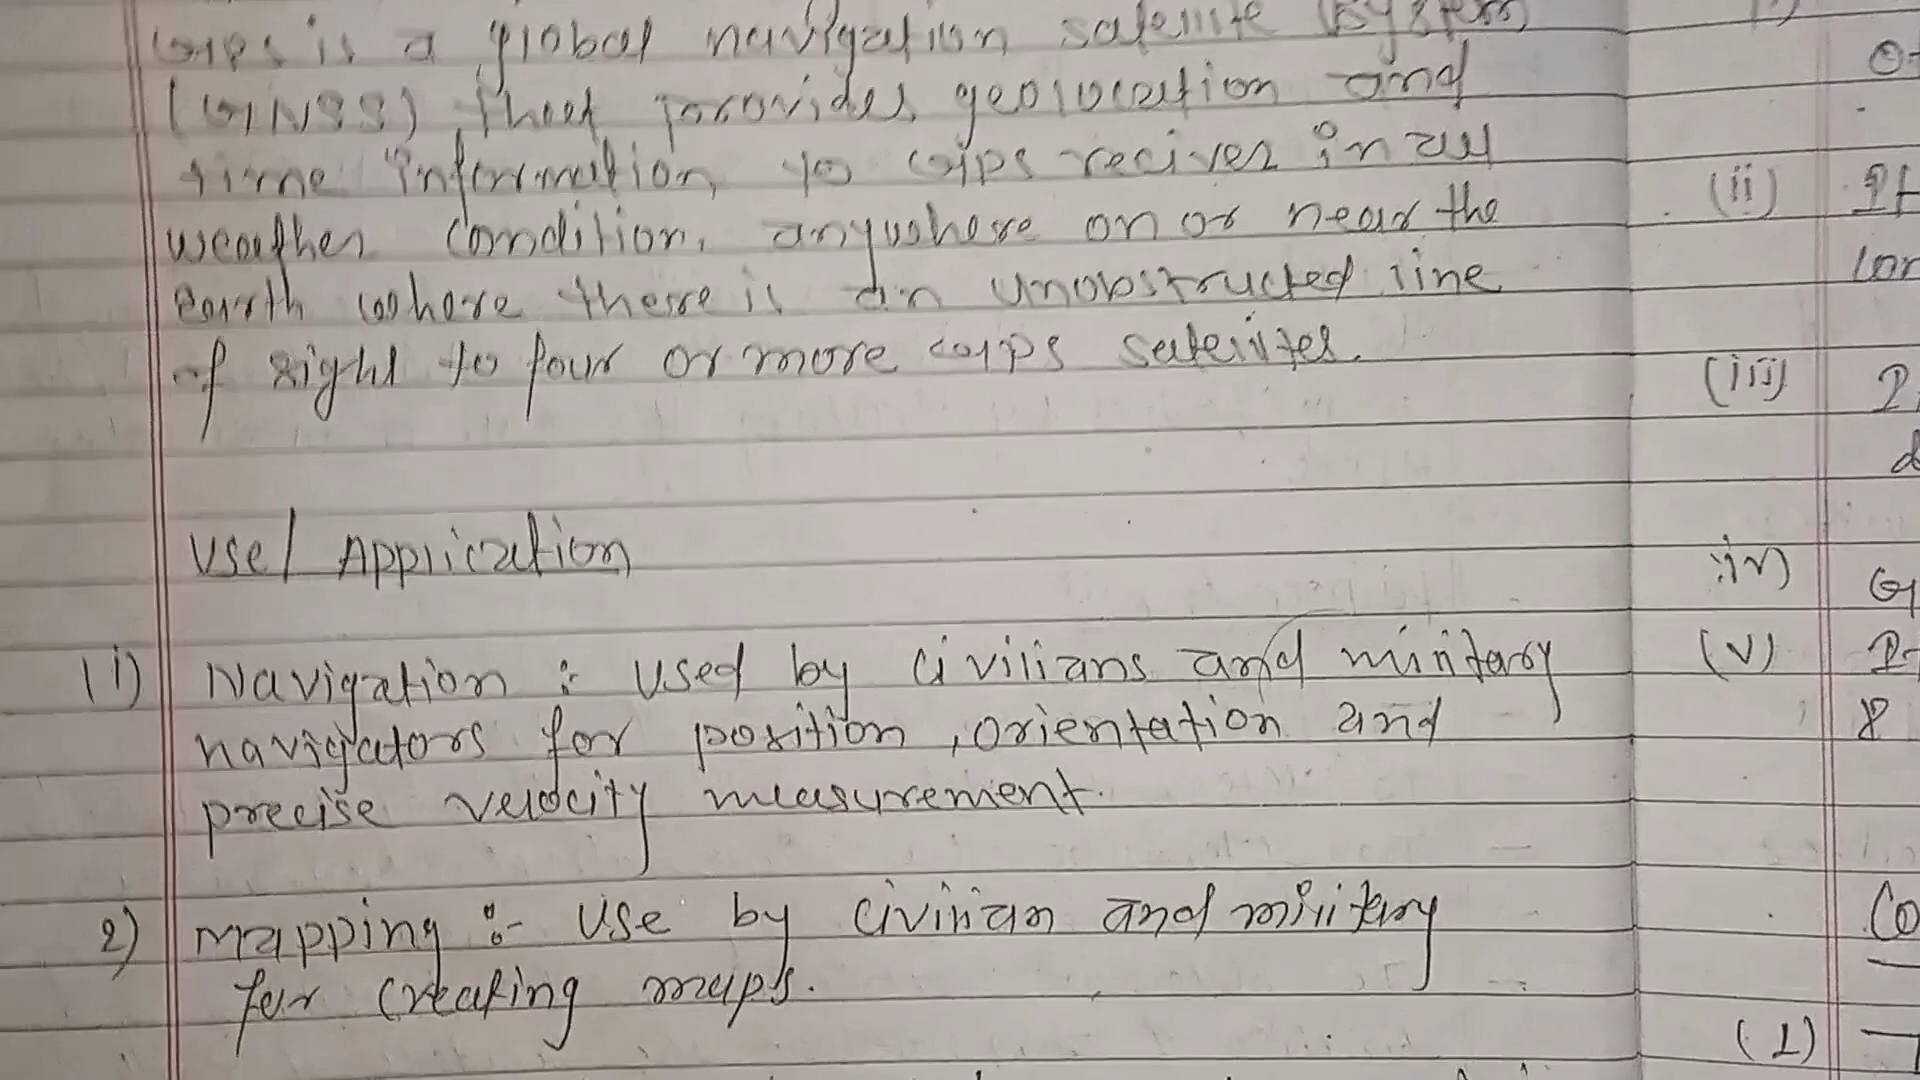 GPS is a global navigation satellite system
(GNSS) that provides geolocation and
time information to GPS reciver in all
weather condition, anywhere on or near the
earth where there is an unobstructed line
of sight to four or more GPS satellites.
Use/ Application
(i) Navigation : used by civilians and military
navigators for position, orientation and
precise velocity measurement.
2) Mapping :- Use by civilian and military
for creating maps.
(ii)
(iii)
iv)
(v)
(1)